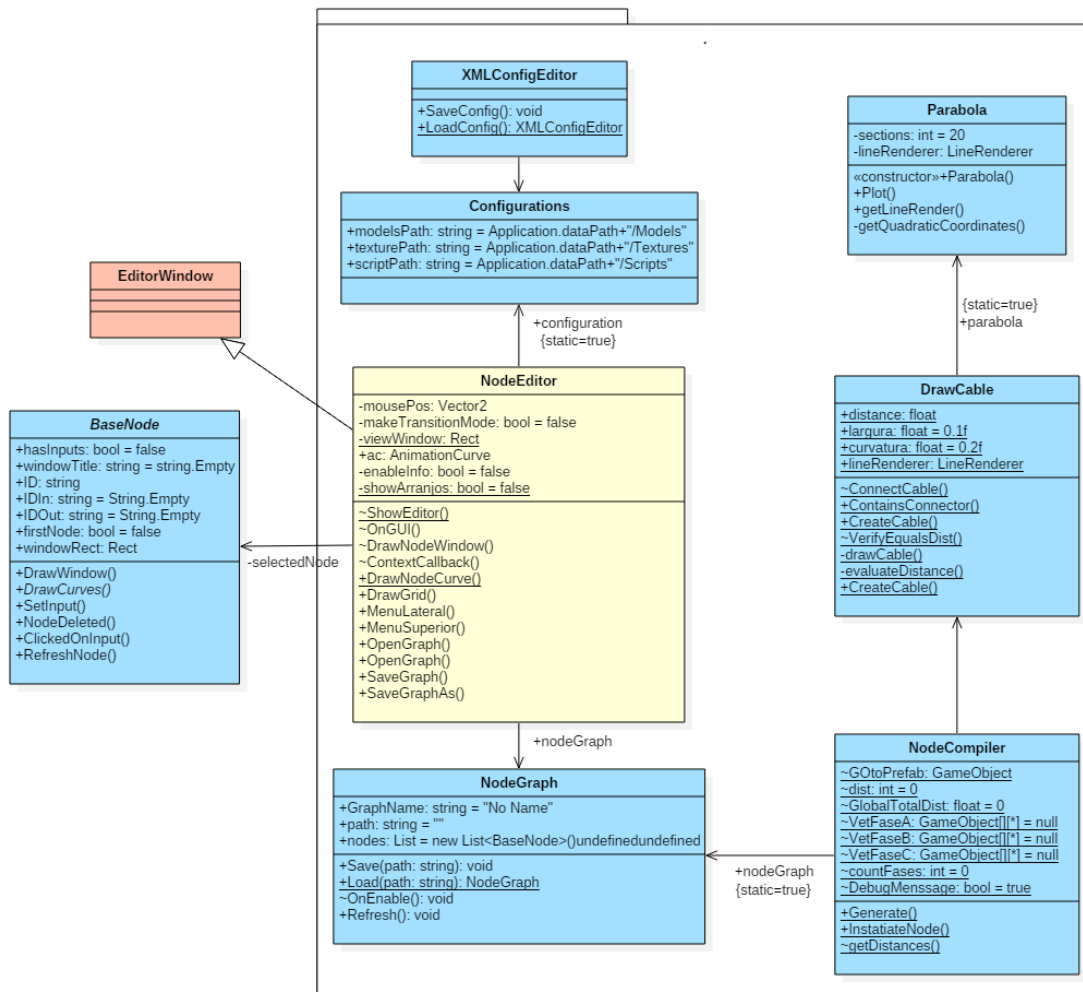 XMLConfigEditor
+SaveConfig(): void
+LoadConfig(): XMLConfigEditor
Configurations
+modelsPath: string = Application.dataPath+"/Models"
+texturePath: string = Application.dataPath+"/Textures"
+scriptPath: string = Application.dataPath+"/Scripts"
+configuration
{static=true}
EditorWindow
BaseNode
+hasInputs: bool = false
+windowTitle: string = string.Empty
+ID: string
+IDIn: string = String.Empty
+IDOut: string = String.Empty
+firstNode: bool = false
+windowRect: Rect
+DrawWindow()
+DrawCurves()
+SetInput()
+NodeDeleted()
+ClickedOnInput()
+RefreshNode()
-selectedNode
NodeEditor
-mousePos: Vector2
-makeTransitionMode: bool = false
-viewWindow: Rect
+ac: AnimationCurve
-enableInfo: bool = false
-showArranjos: bool = false
~ShowEditor()
~OnGUI()
~DrawNodeWindow()
~ContextCallback()
+DrawNodeCurve()
+DrawGrid()
+MenuLateral()
+MenuSuperior()
+OpenGraph()
+OpenGraph()
+SaveGraph()
+SaveGraphAs()
+nodeGraph
NodeGraph
+GraphName: string = "No Name"
+path: string = ""
+nodes: List = new List<BaseNode>()undefinedundefined
+Save(path: string): void
+Load(path: string): NodeGraph
~OnEnable(): void
+Refresh(): void
Parabola
-sections: int = 20
-lineRenderer: LineRenderer
«constructor»+Parabola()
+Plot()
+getLineRender()
-getQuadraticCoordinates()
{static=true}
+parabola
DrawCable
+distance: float
+largura: float = 0.1f
+curvatura: float = 0.2f
+lineRenderer: LineRenderer
~ConnectCable()
+ContainsConnector()
+CreateCable()
~VerifyEqualsDist()
-drawCable()
-evaluateDistance()
+CreateCable()
NodeCompiler
~GOtoPrefab: GameObject
~dist: int = 0
~GlobalTotalDist: float = 0
~VetFaseA: GameObject[][*] = null
~VetFaseB: GameObject[][*] = null
~VetFaseC: GameObject[][*] = null
~countFases: int = 0
~DebugMenssage: bool = true
+Generate()
+InstatiateNode()
~getDistances()
+nodeGraph
{static=true}